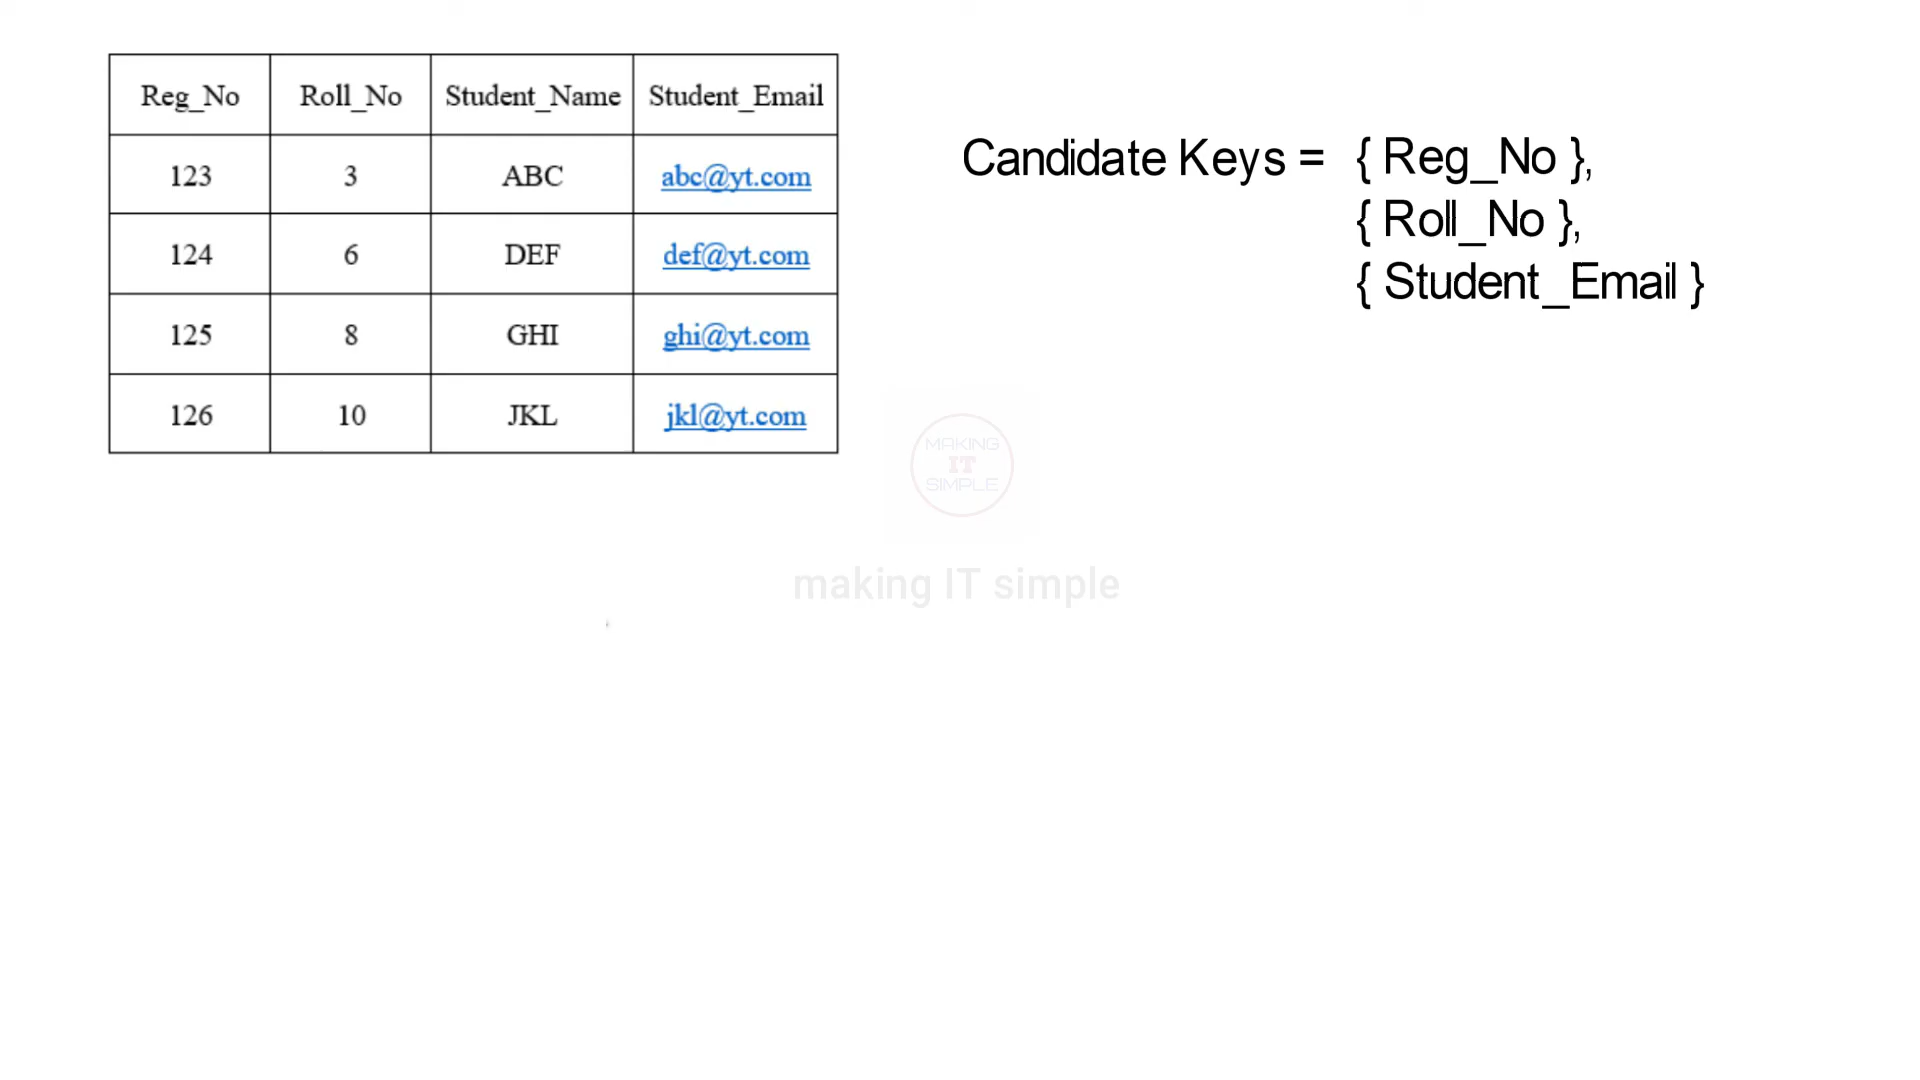 Reg_No Roll_No Student_Name Student_Email
123 3 ABC abc@yt.com
124 6 DEF def@yt.com
125 8 GHI ghi@yt.com
126 10 JKL jkl@yt.com
Candidate Keys = { Reg_No },
{ Roll_No },
{ Student_Email }
MAKING
IT
SIMPLE
making IT simple